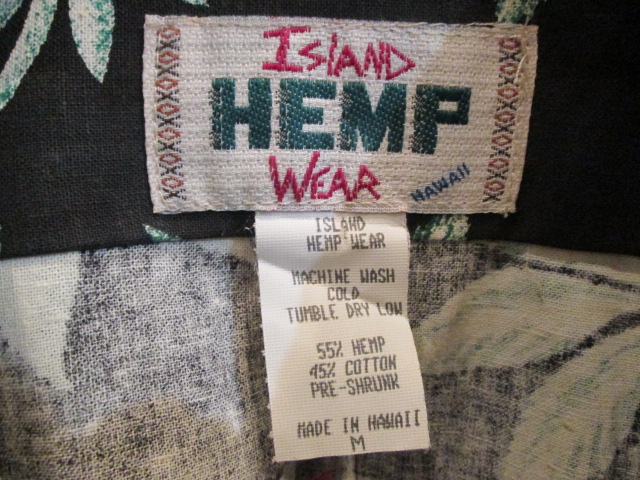 ISLAND
HEMP
WEAR
HAWAII
ISLAND
HEMP WEAR
MACHINE WASH
COLD
TUMBLE DRY LOW
55% HEMP
45% COTTON
PRE-SHRUNK
MADE IN HAWAII
M